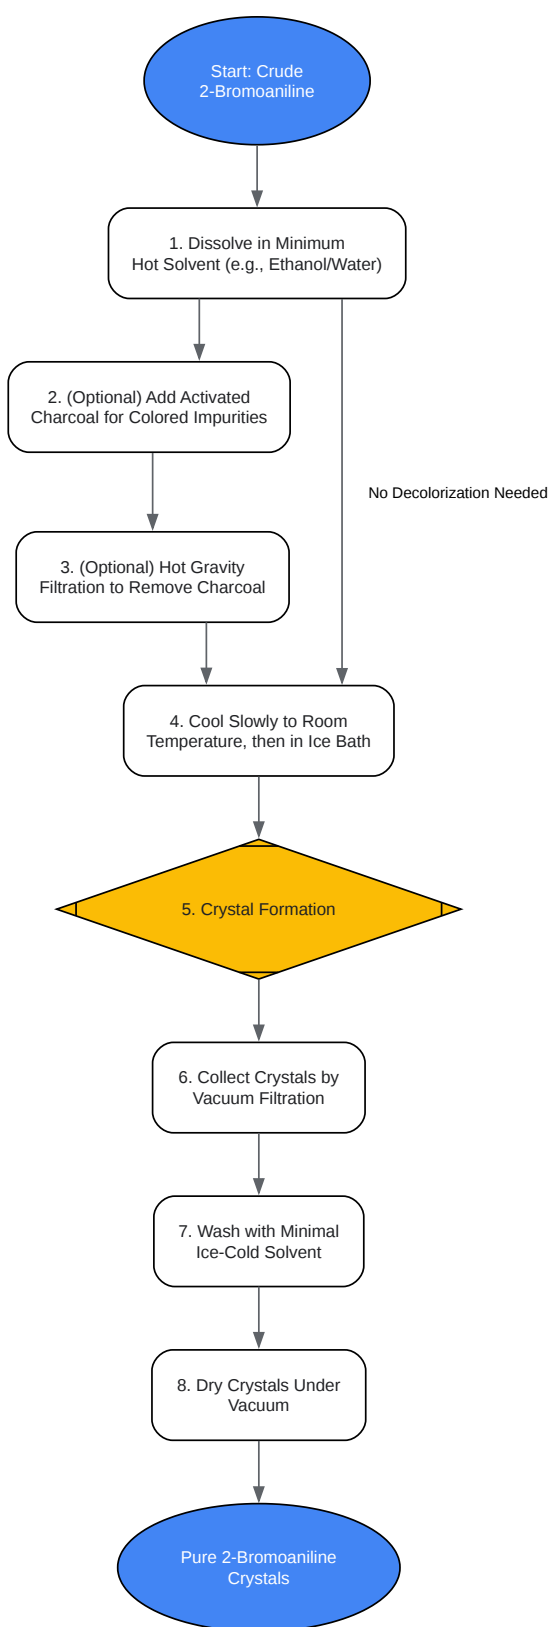 Start: Crude
2-Bromoaniline
1. Dissolve in Minimum
Hot Solvent (e.g., Ethanol/Water)
2. (Optional) Add Activated
Charcoal for Colored Impurities
No Decolorization Needed
3. (Optional) Hot Gravity
Filtration to Remove Charcoal
4. Cool Slowly to Room
Temperature, then in Ice Bath
5. Crystal Formation
6. Collect Crystals by
Vacuum Filtration
7. Wash with Minimal
Ice-Cold Solvent
8. Dry Crystals Under
Vacuum
Pure 2-Bromoaniline
Crystals